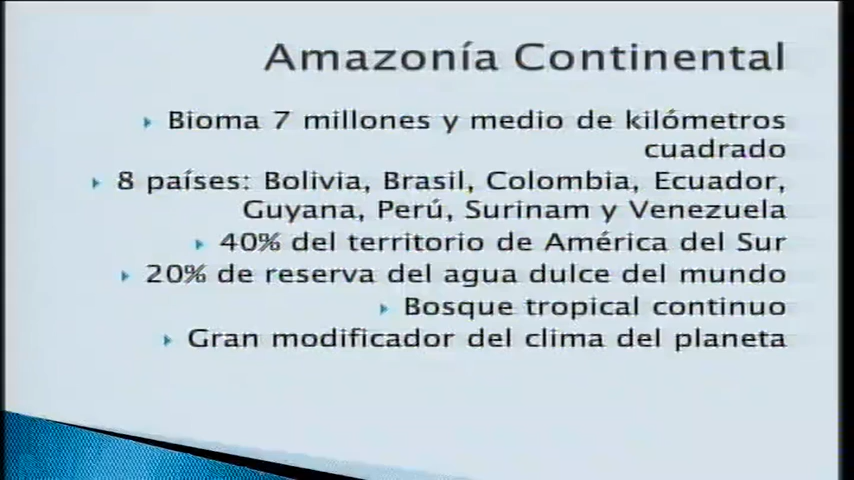 Amazonía Continental
Bioma 7 millones y medio de kilómetros
cuadrado
8 países: Bolivia, Brasil, Colombia, Ecuador,
Guyana, Perú, Surinam y Venezuela
40% del territorio de América del Sur
20% de reserva del agua dulce del mundo
Bosque tropical continuo
Gran modificador del clima del planeta